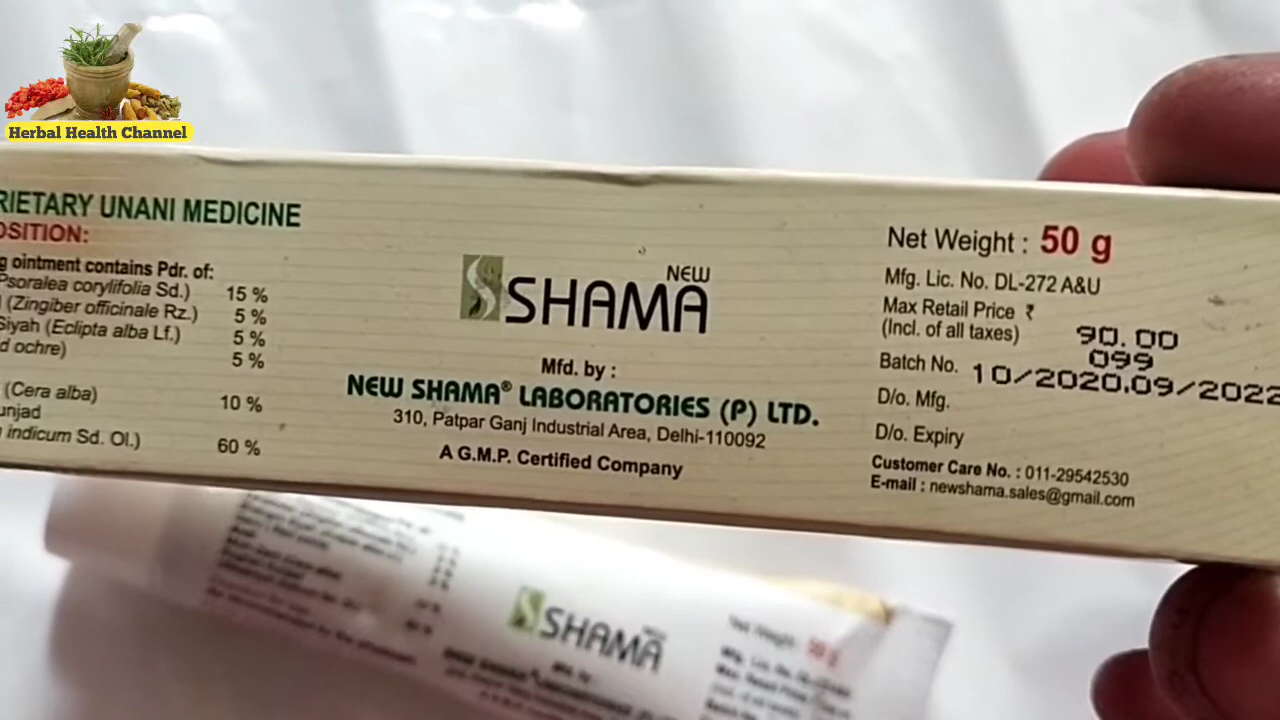 Herbal Health Channel
RIETARY UNANI MEDICINE
OSITION:
g ointment contains Pdr. of:
Psoralea corylifolia Sd.) 15 %
(Zingiber officinale Rz.) 5 %
Siyah (Eclipta alba Lf.) 5 %
d ochre) 5 %
(Cera alba) 10 %
unjad
indicum Sd. Ol.) 60 %
NEW
SHAMA
Mfd. by :
NEW SHAMA® LABORATORIES (P) LTD.
310, Patpar Ganj Industrial Area, Delhi-110092
A G.M.P. Certified Company
Net Weight : 50 g
Mfg. Lic. No. DL-272 A&U
Max Retail Price ₹
(Incl. of all taxes) 90.00
Batch No. 099
10/2020.09/2022
D/o. Mfg.
D/o. Expiry
Customer Care No. : 011-29542530
E-mail : newshama.sales@gmail.com
SHAMA
Net Weight : 50 g